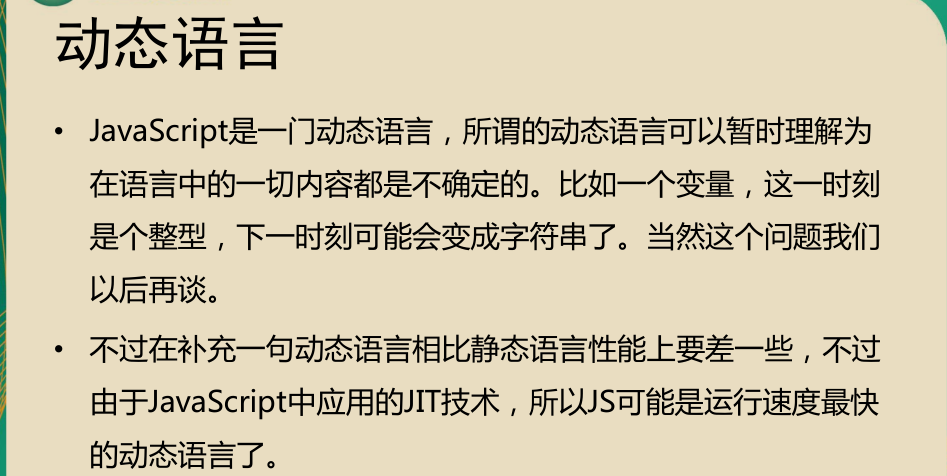 动态语言
• JavaScript是一门动态语言，所谓的动态语言可以暂时理解为
在语言中的一切内容都是不确定的。比如一个变量，这一时刻
是个整型，下一时刻可能会变成字符串了。当然这个问题我们
以后再谈。
• 不过在补充一句动态语言相比静态语言性能上要差一些，不过
由于JavaScript中应用的JIT技术，所以JS可能是运行速度最快
的动态语言了。